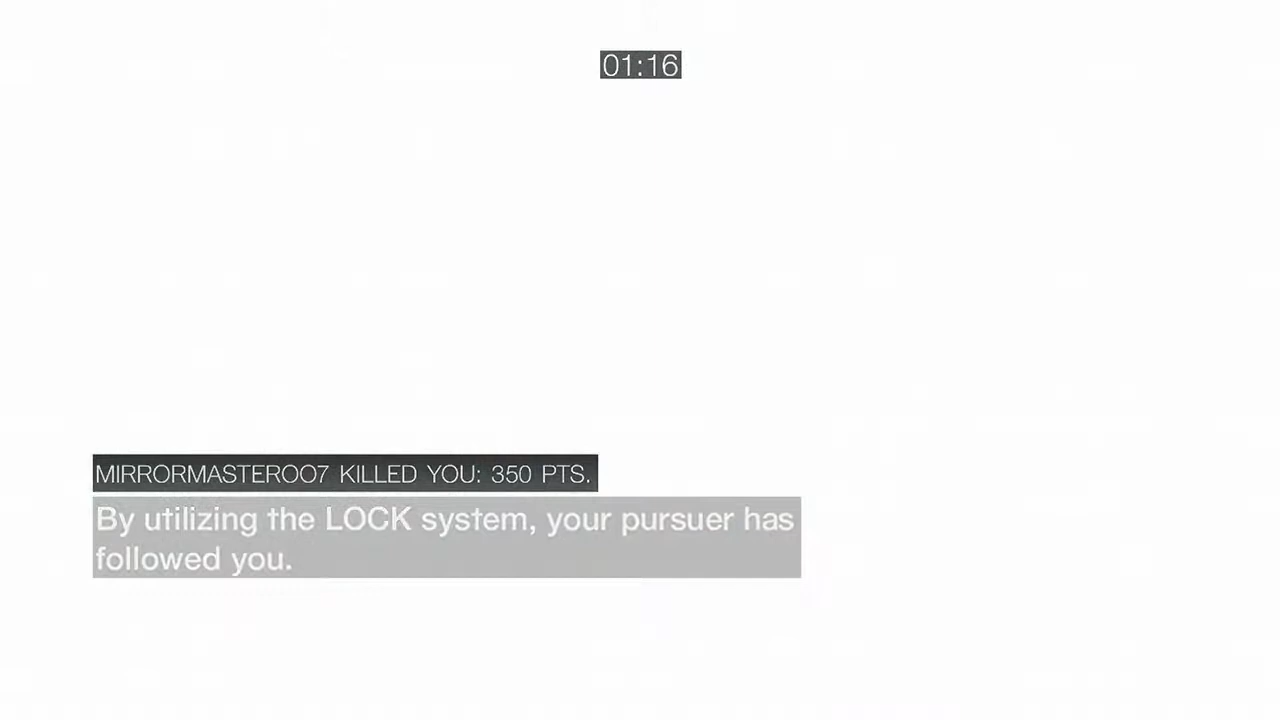 01:16
MIRRORMASTER007 KILLED YOU: 350 PTS.
By utilizing the LOCK system, your pursuer has
followed you.